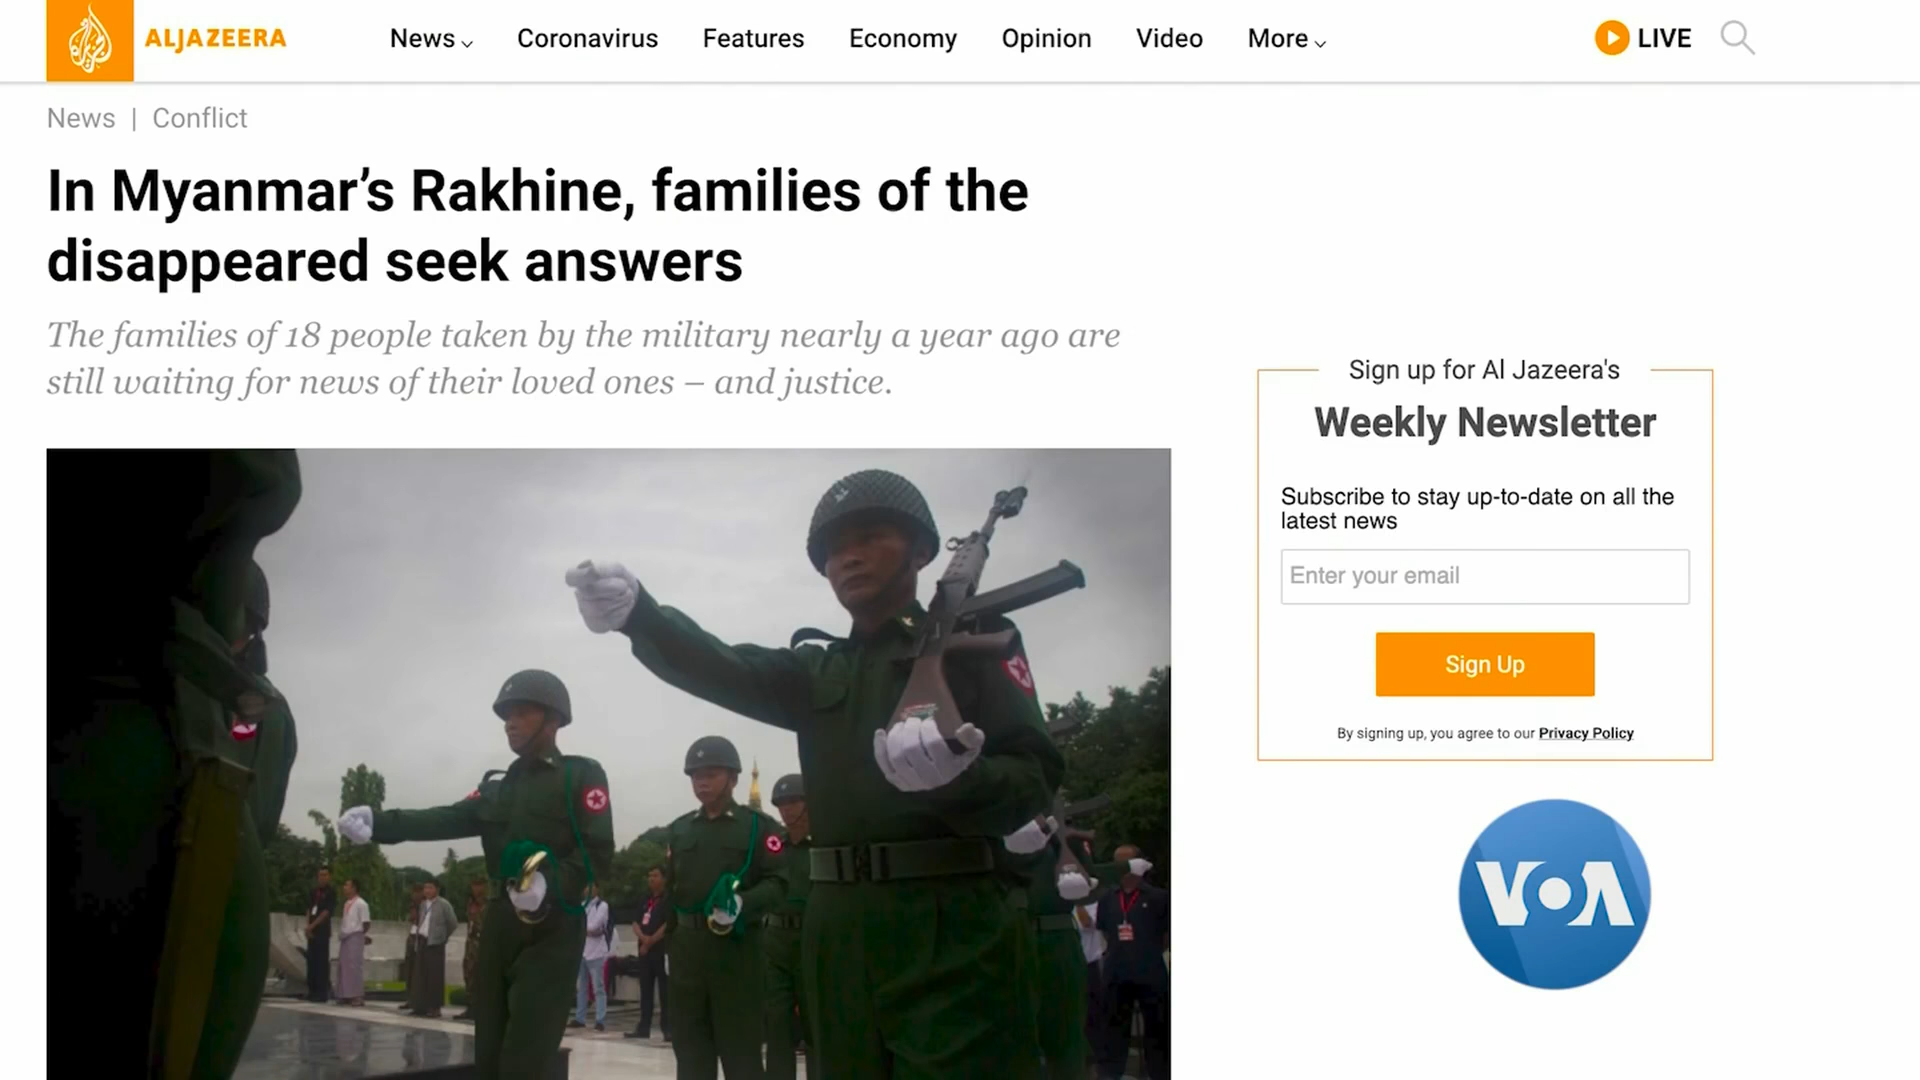 ALJAZEERA
News
Coronavirus
Features
Economy
Opinion
Video
More
LIVE
News | Conflict
In Myanmar’s Rakhine, families of the
disappeared seek answers
The families of 18 people taken by the military nearly a year ago are
still waiting for news of their loved ones – and justice.
Sign up for Al Jazeera's
Weekly Newsletter
Subscribe to stay up-to-date on all the
latest news
Enter your email
Sign Up
By signing up, you agree to our Privacy Policy
VOA